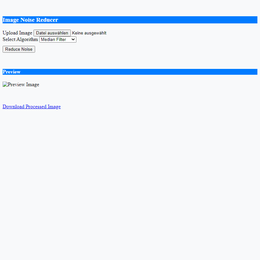 Image Noise Reducer
Upload Image Datei auswählen Keine ausgewählt
Select Algorithm Median Filter
Reduce Noise
Preview
Preview Image
Download Processed Image